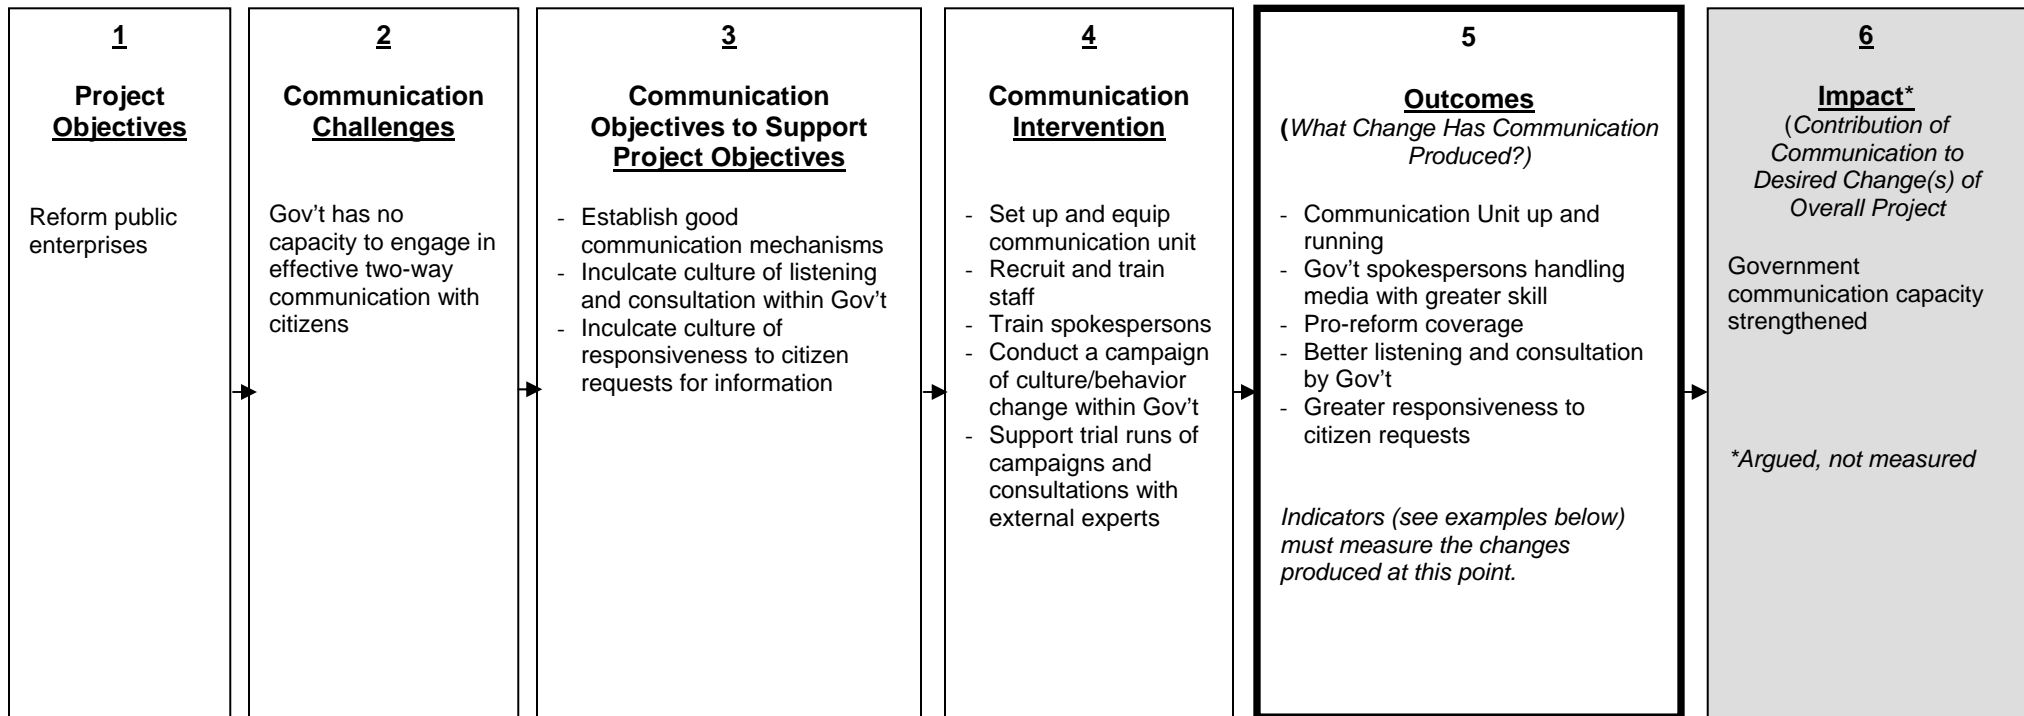 1
Project
Objectives
Reform public
enterprises
2
Communication
Challenges
Gov’t has no
capacity to engage in
effective two-way
communication with
citizens
3
Communication
Objectives to Support
Project Objectives
- Establish good
communication mechanisms
- Inculcate culture of listening
and consultation within Gov’t
- Inculcate culture of
responsiveness to citizen
requests for information
4
Communication
Intervention
- Set up and equip
communication unit
- Recruit and train
staff
- Train spokespersons
- Conduct a campaign
of culture/behavior
change within Gov’t
- Support trial runs of
campaigns and
consultations with
external experts
5
Outcomes
(What Change Has Communication
Produced?)
- Communication Unit up and
running
- Gov’t spokespersons handling
media with greater skill
- Pro-reform coverage
- Better listening and consultation
by Gov’t
- Greater responsiveness to
citizen requests
Indicators (see examples below)
must measure the changes
produced at this point.
6
Impact*
(Contribution of
Communication to
Desired Change(s) of
Overall Project
Government
communication capacity
strengthened
*Argued, not measured